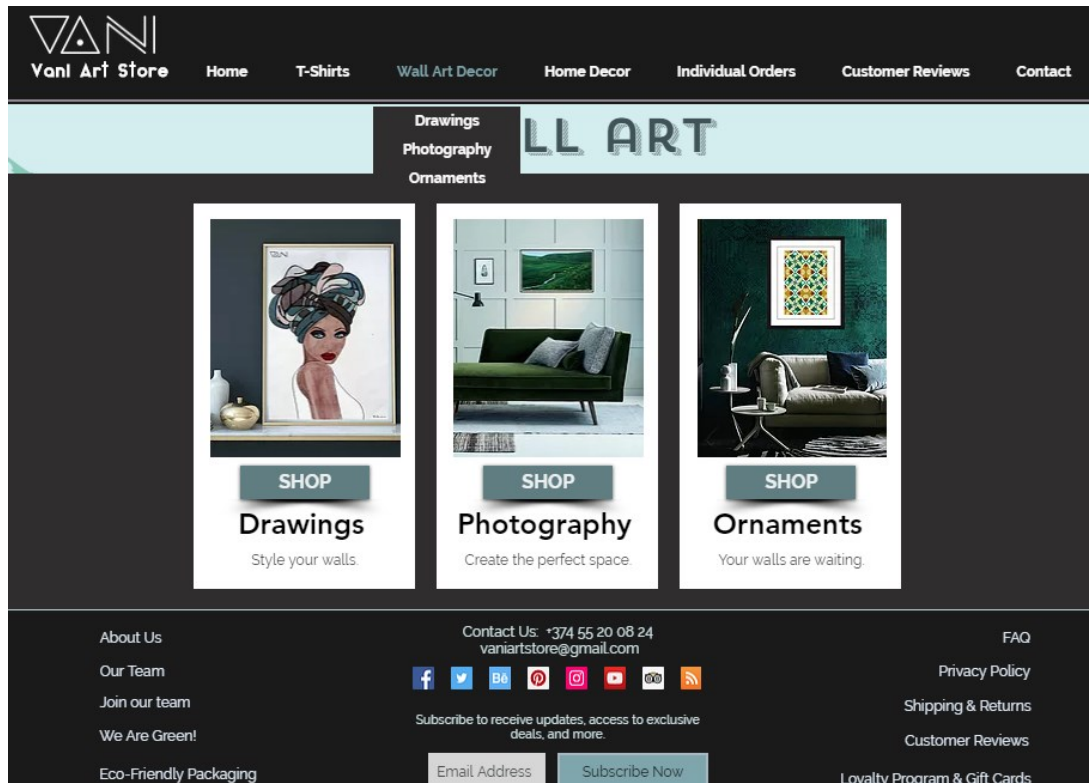 VANI
Vani Art Store
Home
T-Shirts
Wall Art Decor
Home Decor
Individual Orders
Customer Reviews
Contact
Drawings
Photography
Ornaments
LL ART
VANI
SHOP
Drawings
Style your walls.
SHOP
Photography
Create the perfect space.
SHOP
Ornaments
Your walls are waiting.
About Us
Our Team
Join our team
We Are Green!
Eco-Friendly Packaging
Contact Us: +374 55 20 08 24
vaniartstore@gmail.com
Bē
Subscribe to receive updates, access to exclusive
deals, and more.
Email Address
Subscribe Now
FAQ
Privacy Policy
Shipping & Returns
Customer Reviews
Loyalty Program & Gift Cards